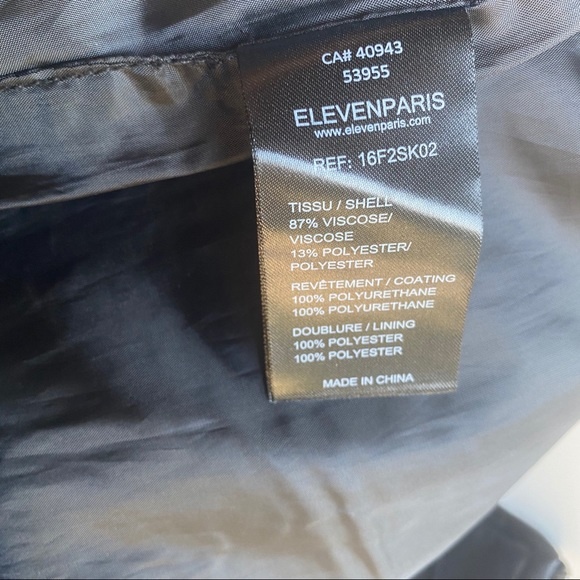 CA# 40943
53955
ELEVENPARIS
www.elevenparis.com
REF: 16F2SK02
TISSU / SHELL
87% VISCOSE/
VISCOSE
13% POLYESTER/
POLYESTER
REVÊTEMENT / COATING
100% POLYURETHANE
100% POLYURETHANE
DOUBLURE / LINING
100% POLYESTER
100% POLYESTER
MADE IN CHINA